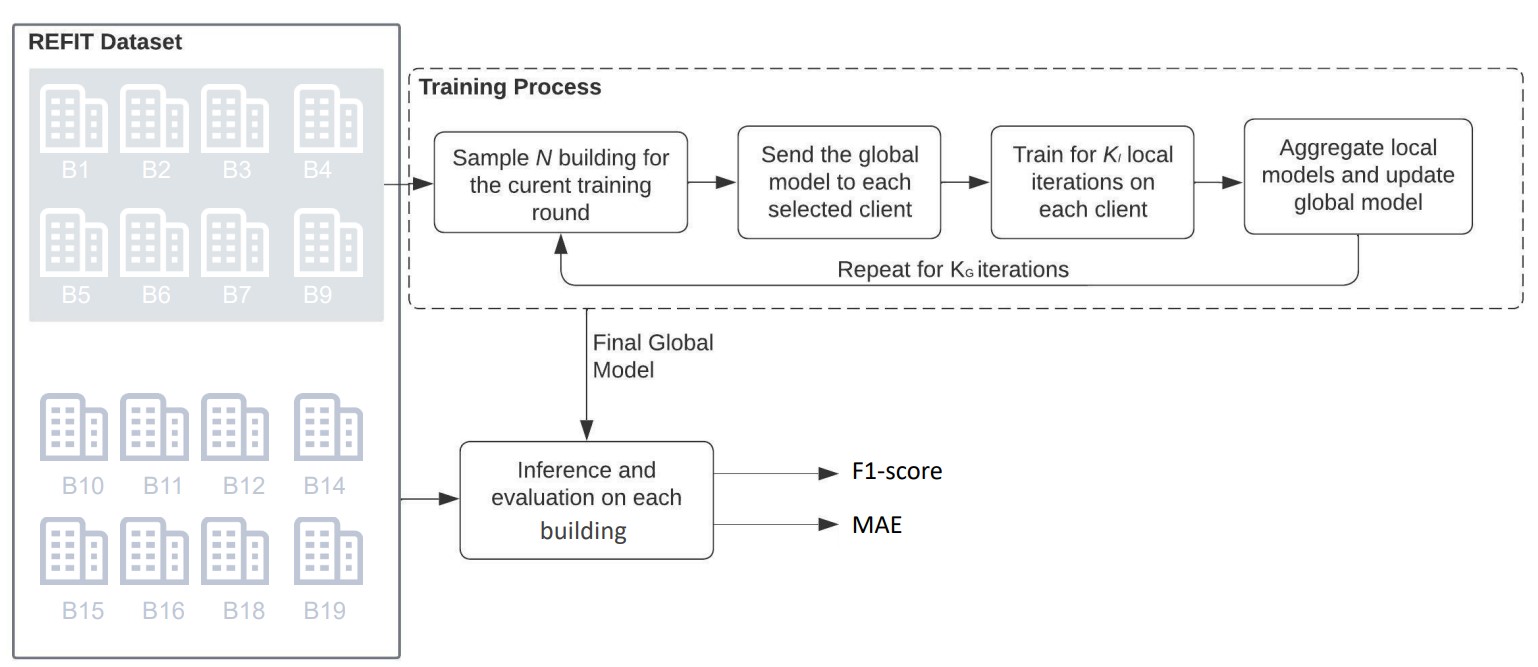 REFIT Dataset
B1 B2 B3 B4
B5 B6 B7 B9
B10 B11 B12 B14
B15 B16 B18 B19
Training Process
Sample N building for
the curent training
round
Send the global
model to each
selected client
Train for Kₗ local
iterations on
each client
Aggregate local
models and update
global model
Repeat for KG iterations
Final Global
Model
Inference and
evaluation on each
building
F1-score
MAE